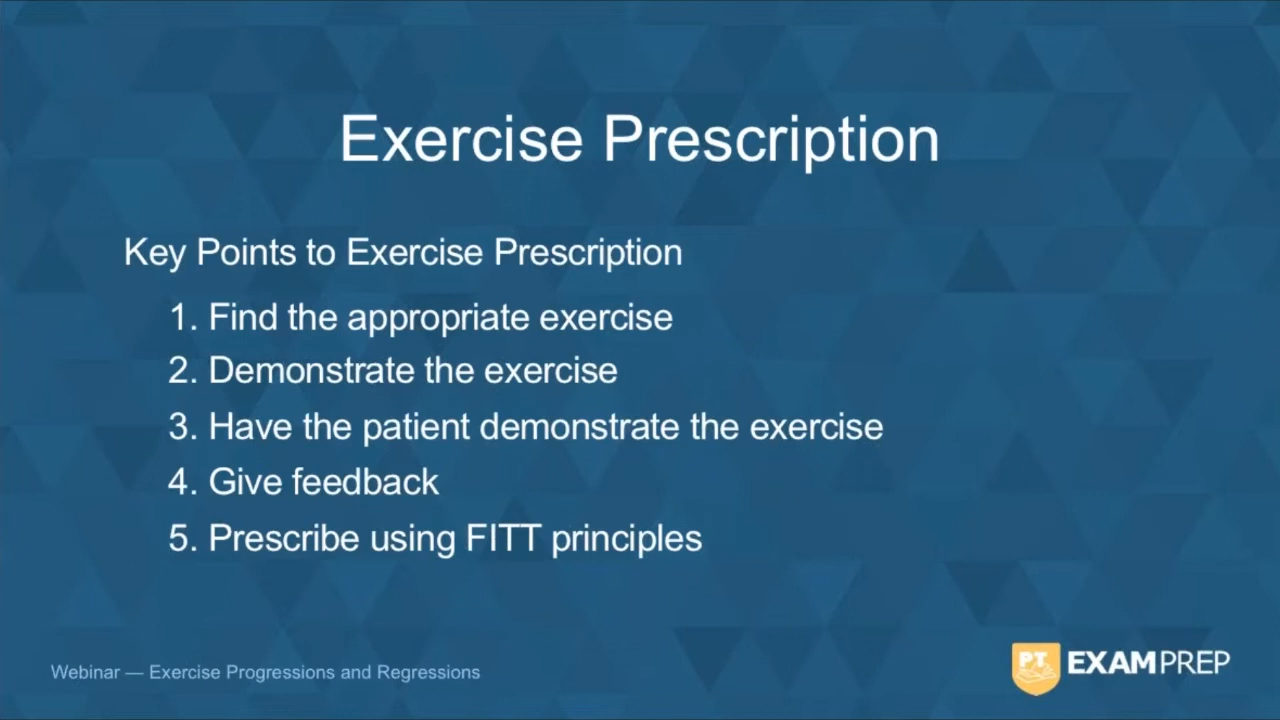 Exercise Prescription
Key Points to Exercise Prescription
1. Find the appropriate exercise
2. Demonstrate the exercise
3. Have the patient demonstrate the exercise
4. Give feedback
5. Prescribe using FITT principles
Webinar — Exercise Progressions and Regressions
PT EXAMPREP